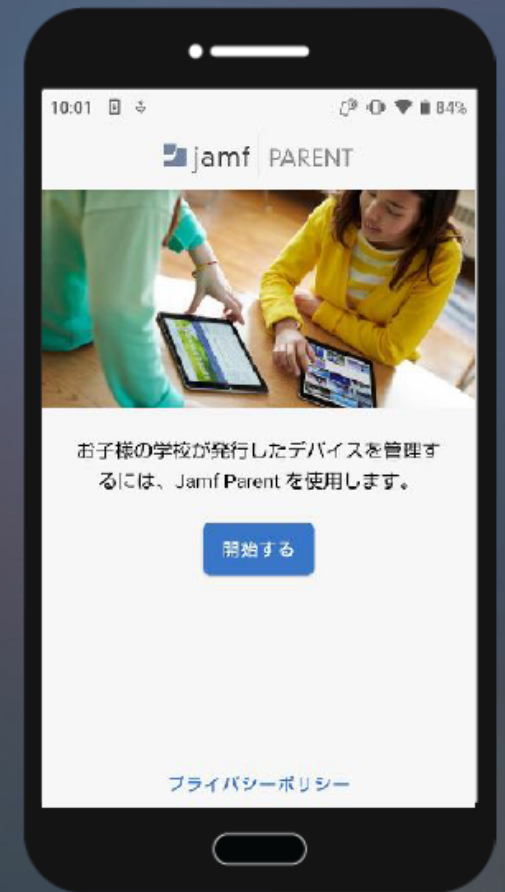 10:01 84%
jamf PARENT
お子様の学校が発行したデバイスを管理す
るには、Jamf Parent を使用します。
開始する
プライバシーポリシー